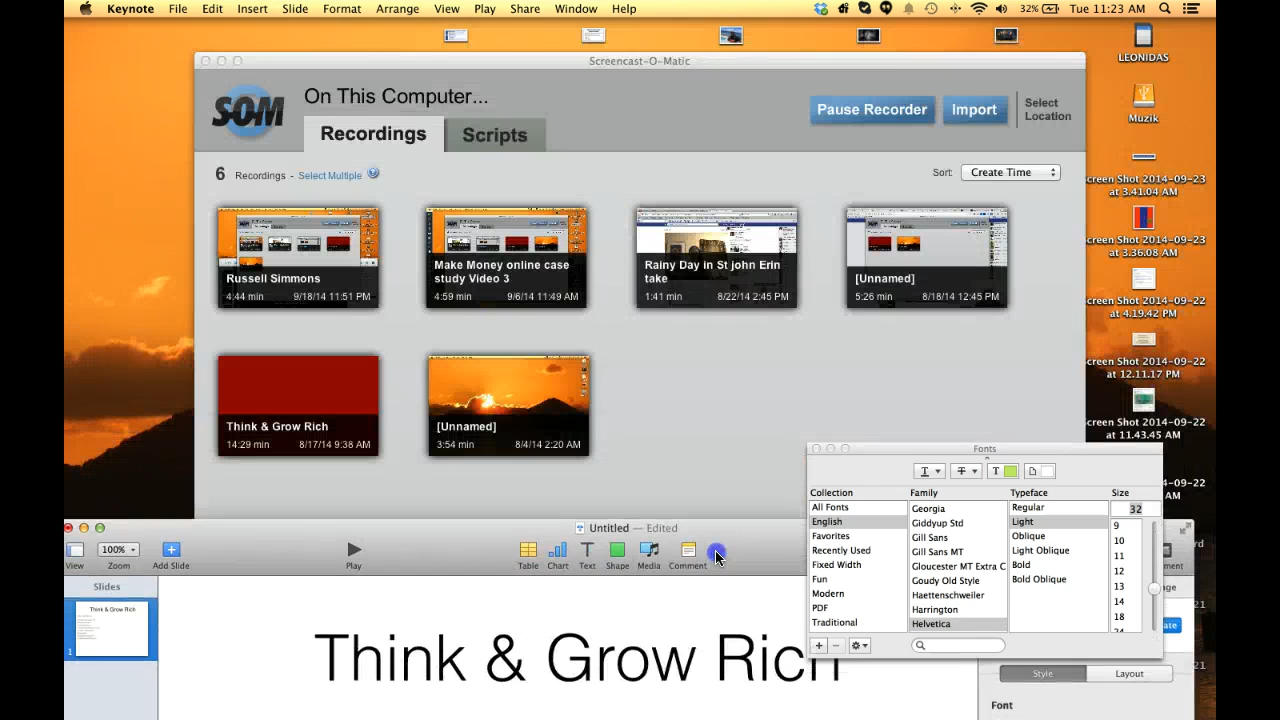 Keynote File Edit Insert Slide Format Arrange View Play Share Window Help 32% Tue 11:23 AM
Screencast-O-Matic
SOM
On This Computer...
Recordings Scripts
Pause Recorder Import Select
Location
6 Recordings - Select Multiple
Sort: Create Time
Russell Simmons
4:44 min 9/18/14 11:51 PM
Make Money online case
study Video 3
4:59 min 9/6/14 11:49 AM
Rainy Day in St john Erin
take
1:41 min 8/22/14 2:45 PM
[Unnamed]
5:26 min 8/18/14 12:45 PM
Think & Grow Rich
14:29 min 8/17/14 9:38 AM
[Unnamed]
3:54 min 8/4/14 2:20 AM
LEONIDAS
Muzik
creen Shot 2014-09-23
at 3.41.04 AM
creen Shot 2014-09-23
at 3.36.08 AM
creen Shot 2014-09-22
at 4.19.42 PM
creen Shot 2014-09-22
at 12.11.17 PM
creen Shot 2014-09-22
at 11.43.45 AM
Fonts
Collection Family Typeface Size
32
All Fonts
English
Favorites
Recently Used
Fixed Width
Fun
Modern
PDF
Traditional
Georgia
Giddyup Std
Gill Sans
Gill Sans MT
Gloucester MT Extra C
Goudy Old Style
Haettenschweiler
Harrington
Helvetica
Regular
Light
Oblique
Light Oblique
Bold
Bold Oblique
9
10
11
12
13
14
18
24
Untitled — Edited
100%
View Zoom Add Slide Play Table Chart Text Shape Media Comment
Slides
Think & Grow Rich
1
Think & Grow Rich
Style Layout
Font